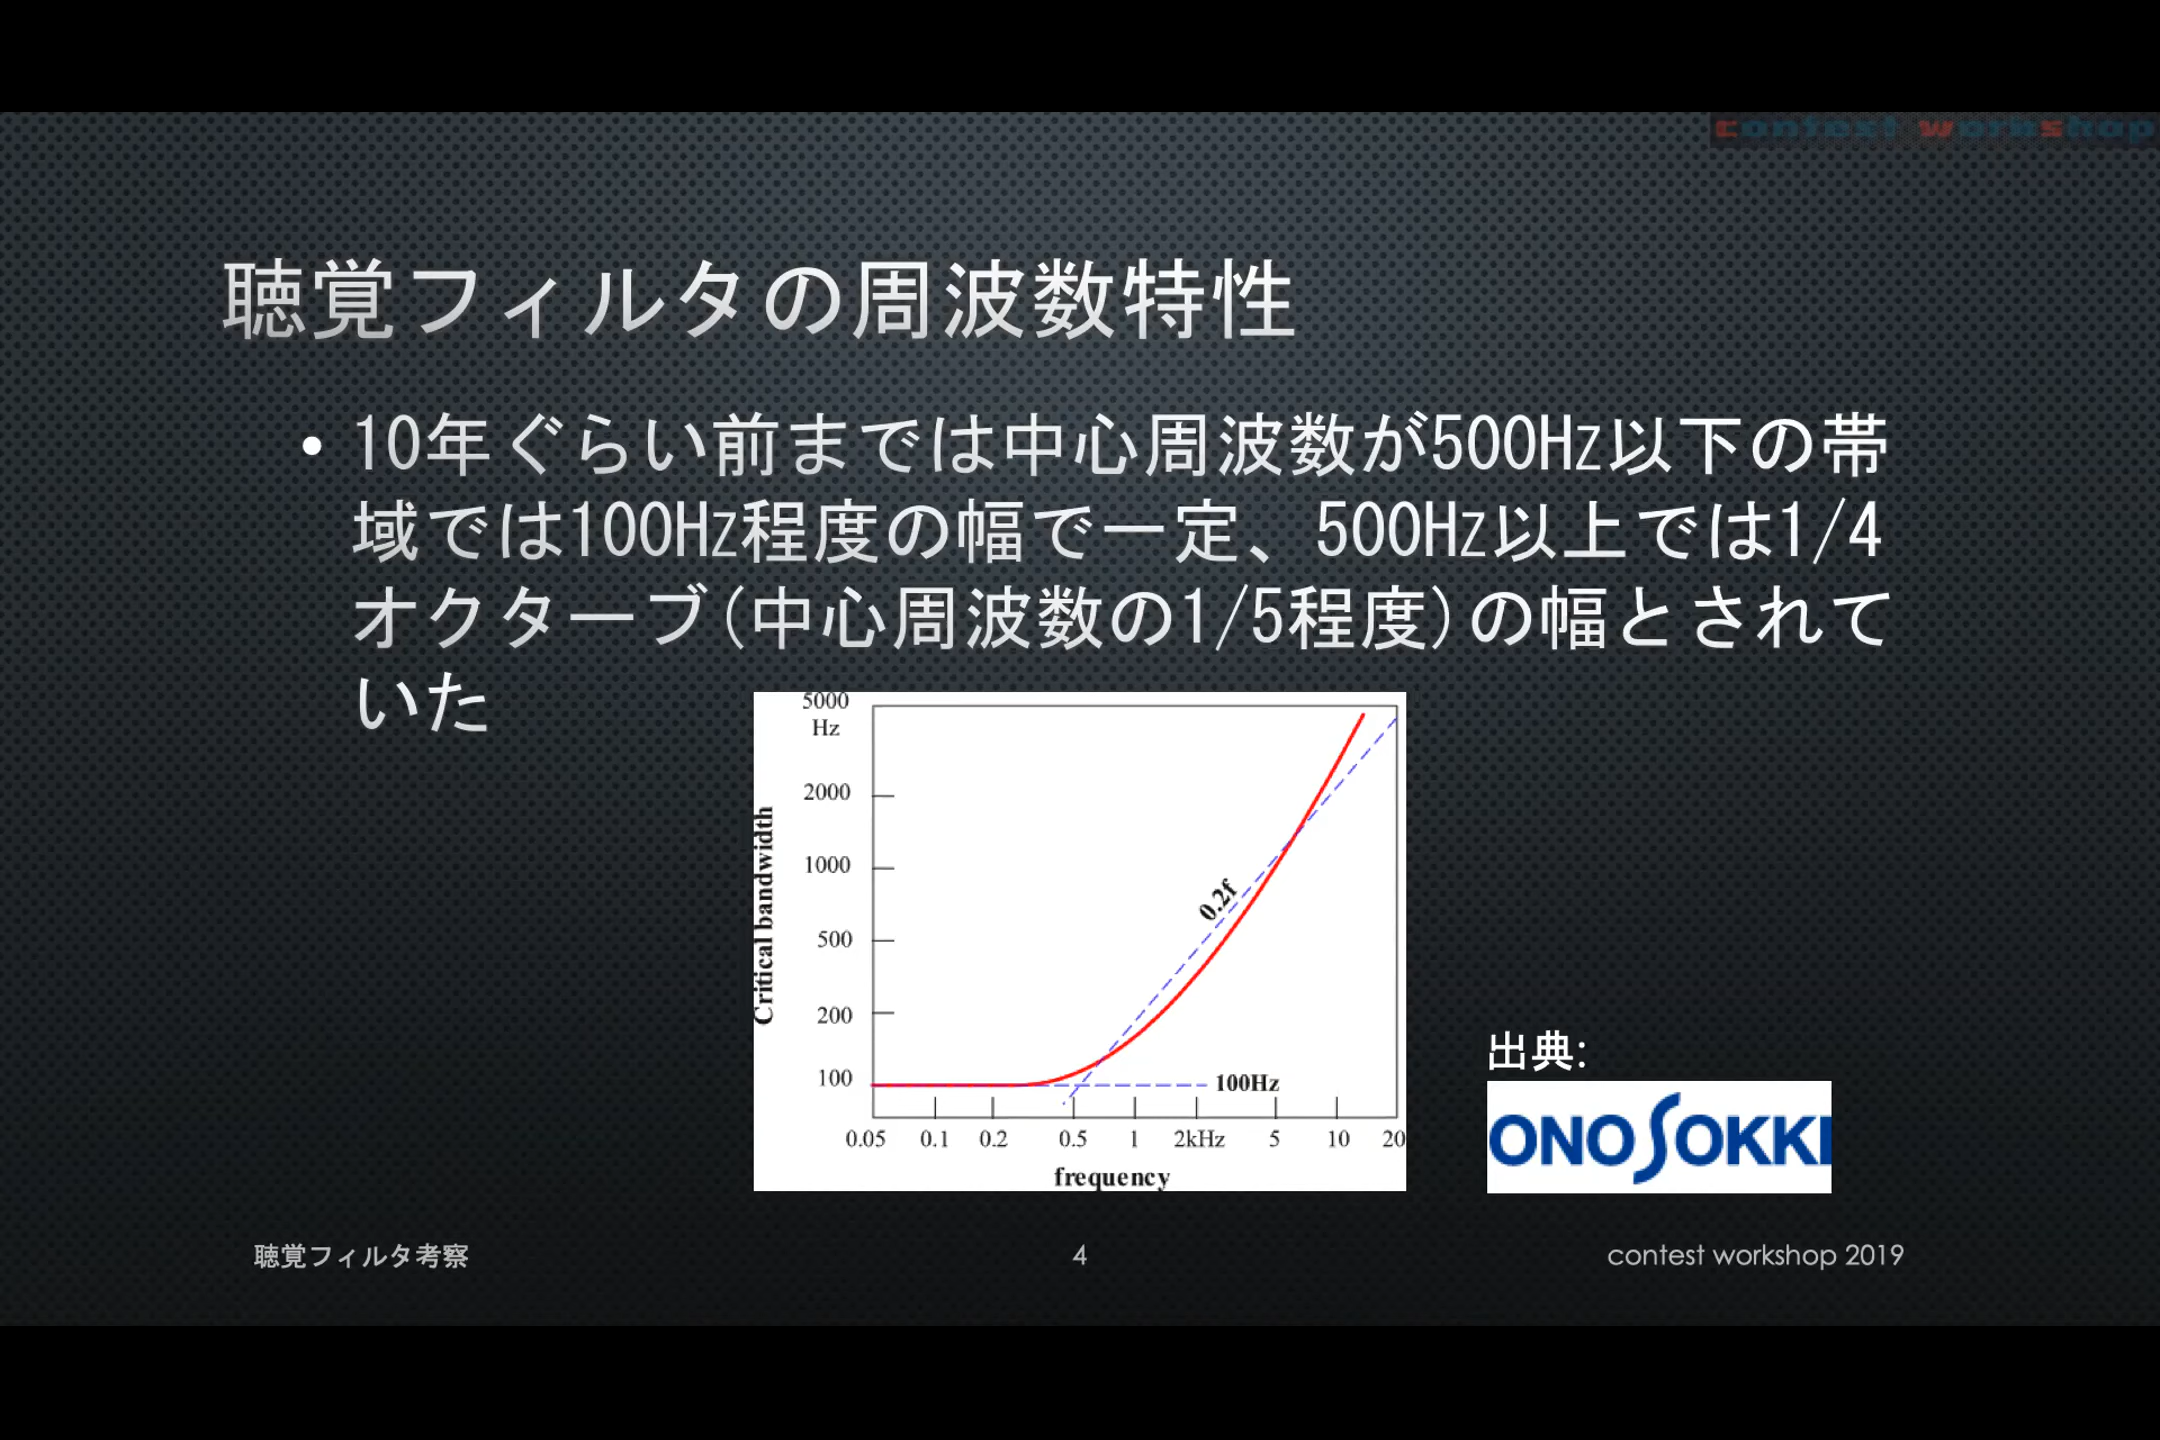 contest workshop
聴覚フィルタの周波数特性
• 10年ぐらい前までは中心周波数が500Hz以下の帯
域では100Hz程度の幅で一定、500Hz以上では1/4
オクターブ(中心周波数の1/5程度)の幅とされて
いた
5000
Hz
2000
1000
500
200
100
Critical bandwidth
0.2f
100Hz
0.05 0.1 0.2 0.5 1 2kHz 5 10 20
frequency
出典:
ONO SOKKI
聴覚フィルタ考察
4
contest workshop 2019